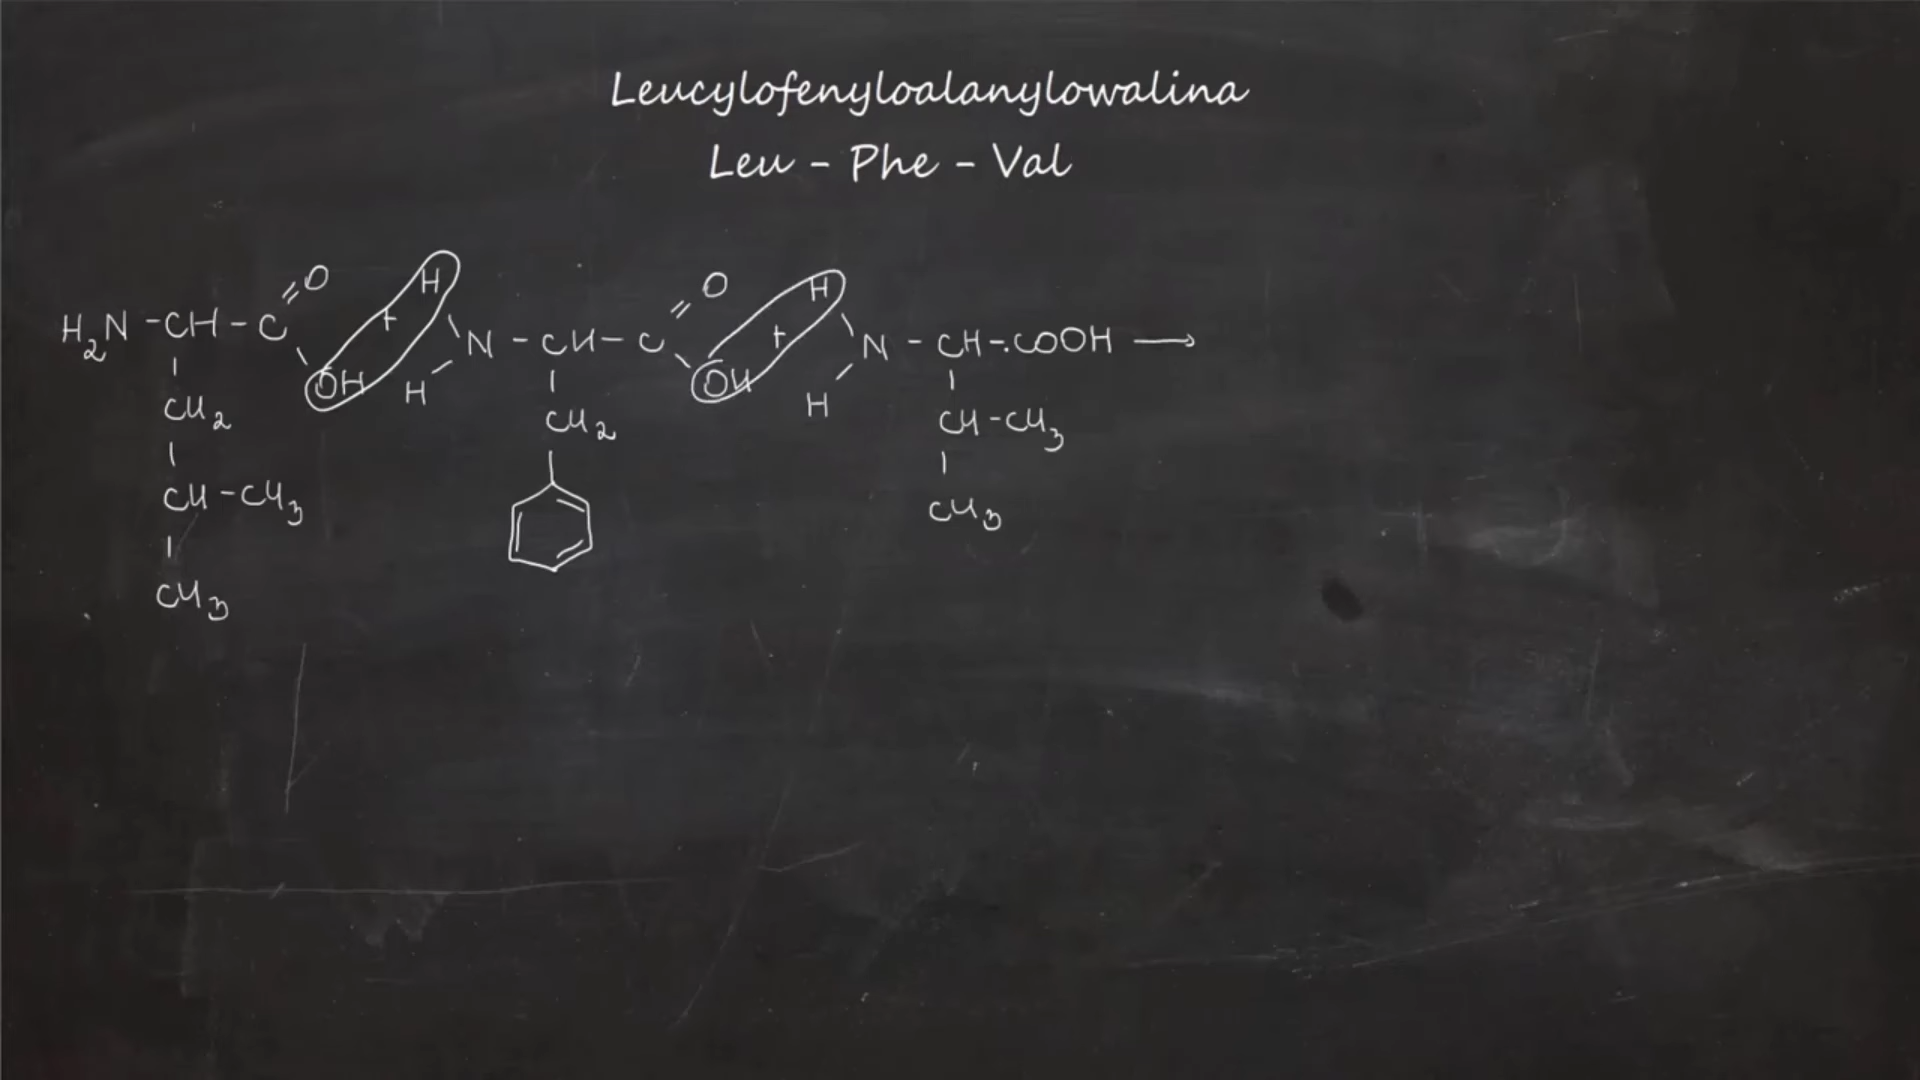 Leucylofenyloalanylowalina
Leu - Phe - Val
O H O H
H₂N - CH - C + N - CH - C + N - CH - COOH →
OH H OH H
CH₂ CH₂ CH - CH₃
CH - CH₃ CH₃
CH₃